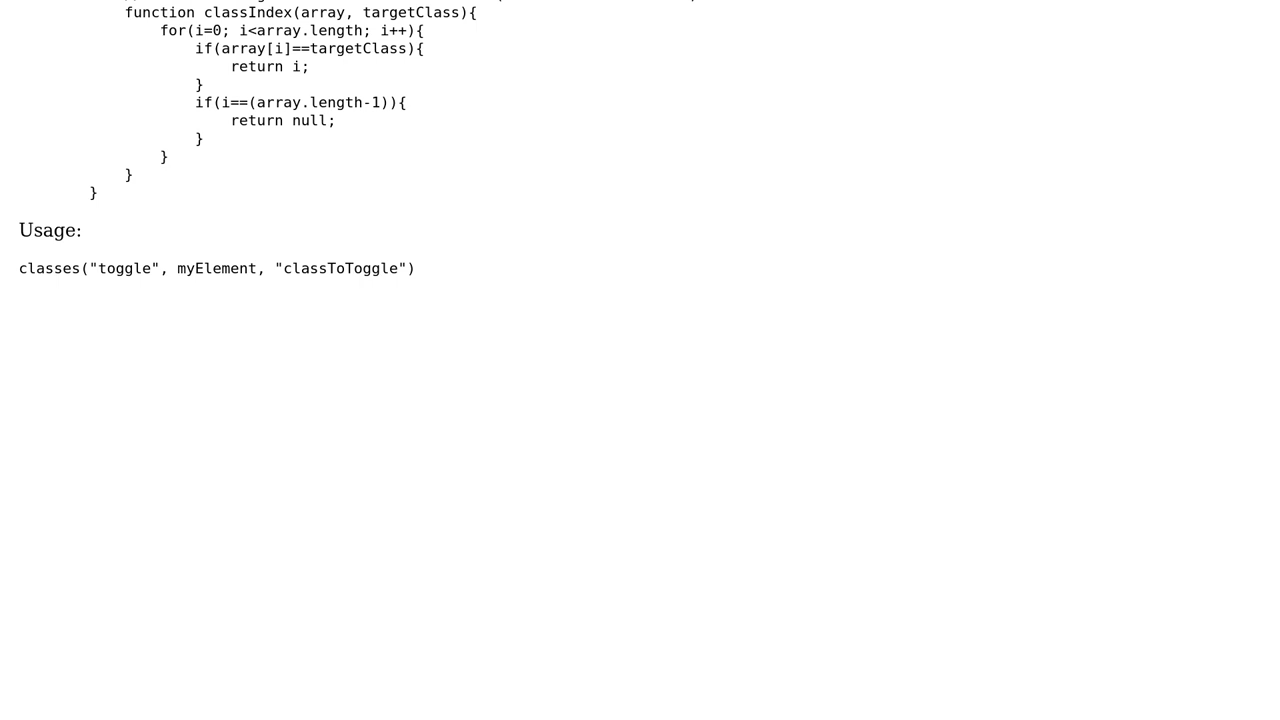 function classIndex(array, targetClass){
for(i=0; i<array.length; i++){
if(array[i]==targetClass){
return i;
}
if(i==(array.length-1)){
return null;
}
}
}
}
Usage:
classes("toggle", myElement, "classToToggle")